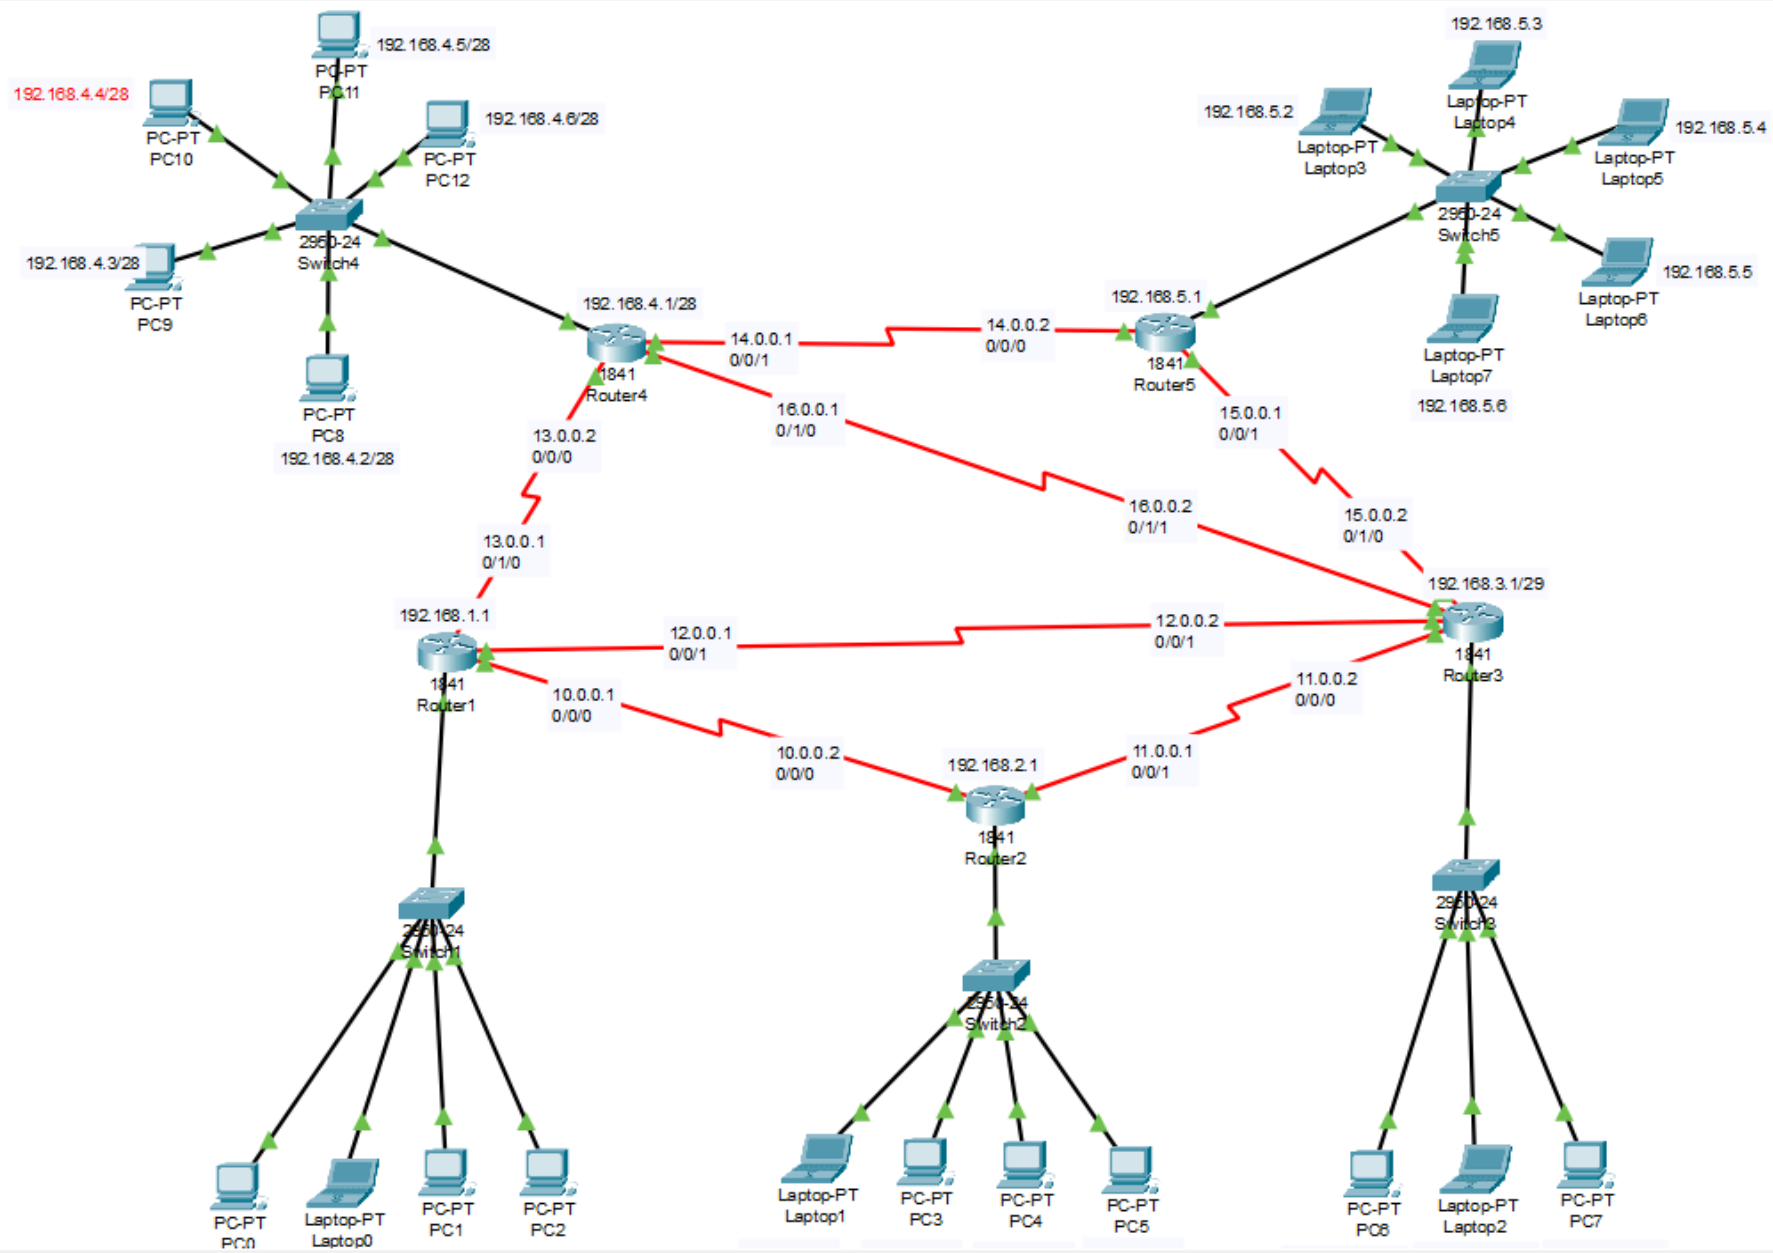 192.168.4.5/28
PC-PT
PC11
192.168.4.4/28
PC-PT
PC10
192.168.4.6/28
PC-PT
PC12
2950-24
Switch4
192.168.4.3/28
PC-PT
PC9
PC-PT
PC8
192.168.4.2/28
192.168.5.3
Laptop-PT
Laptop4
192.168.5.2
Laptop-PT
Laptop3
192.168.5.4
Laptop-PT
Laptop5
2950-24
Switch5
192.168.5.5
Laptop-PT
Laptop6
Laptop-PT
Laptop7
192.168.5.6
192.168.4.1/28
1841
Router4
14.0.0.1
0/0/1
14.0.0.2
0/0/0
192.168.5.1
1841
Router5
16.0.0.1
0/1/0
15.0.0.1
0/0/1
13.0.0.2
0/0/0
16.0.0.2
0/1/1
15.0.0.2
0/1/0
13.0.0.1
0/1/0
192.168.3.1/29
192.168.1.1
1841
Router1
12.0.0.1
0/0/1
12.0.0.2
0/0/1
1841
Router3
10.0.0.1
0/0/0
11.0.0.2
0/0/0
10.0.0.2
0/0/0
192.168.2.1
11.0.0.1
0/0/1
1841
Router2
2950-24
Switch1
2950-24
Switch2
2950-24
Switch3
PC-PT
PC0
Laptop-PT
Laptop0
PC-PT
PC1
PC-PT
PC2
Laptop-PT
Laptop1
PC-PT
PC3
PC-PT
PC4
PC-PT
PC5
PC-PT
PC6
Laptop-PT
Laptop2
PC-PT
PC7